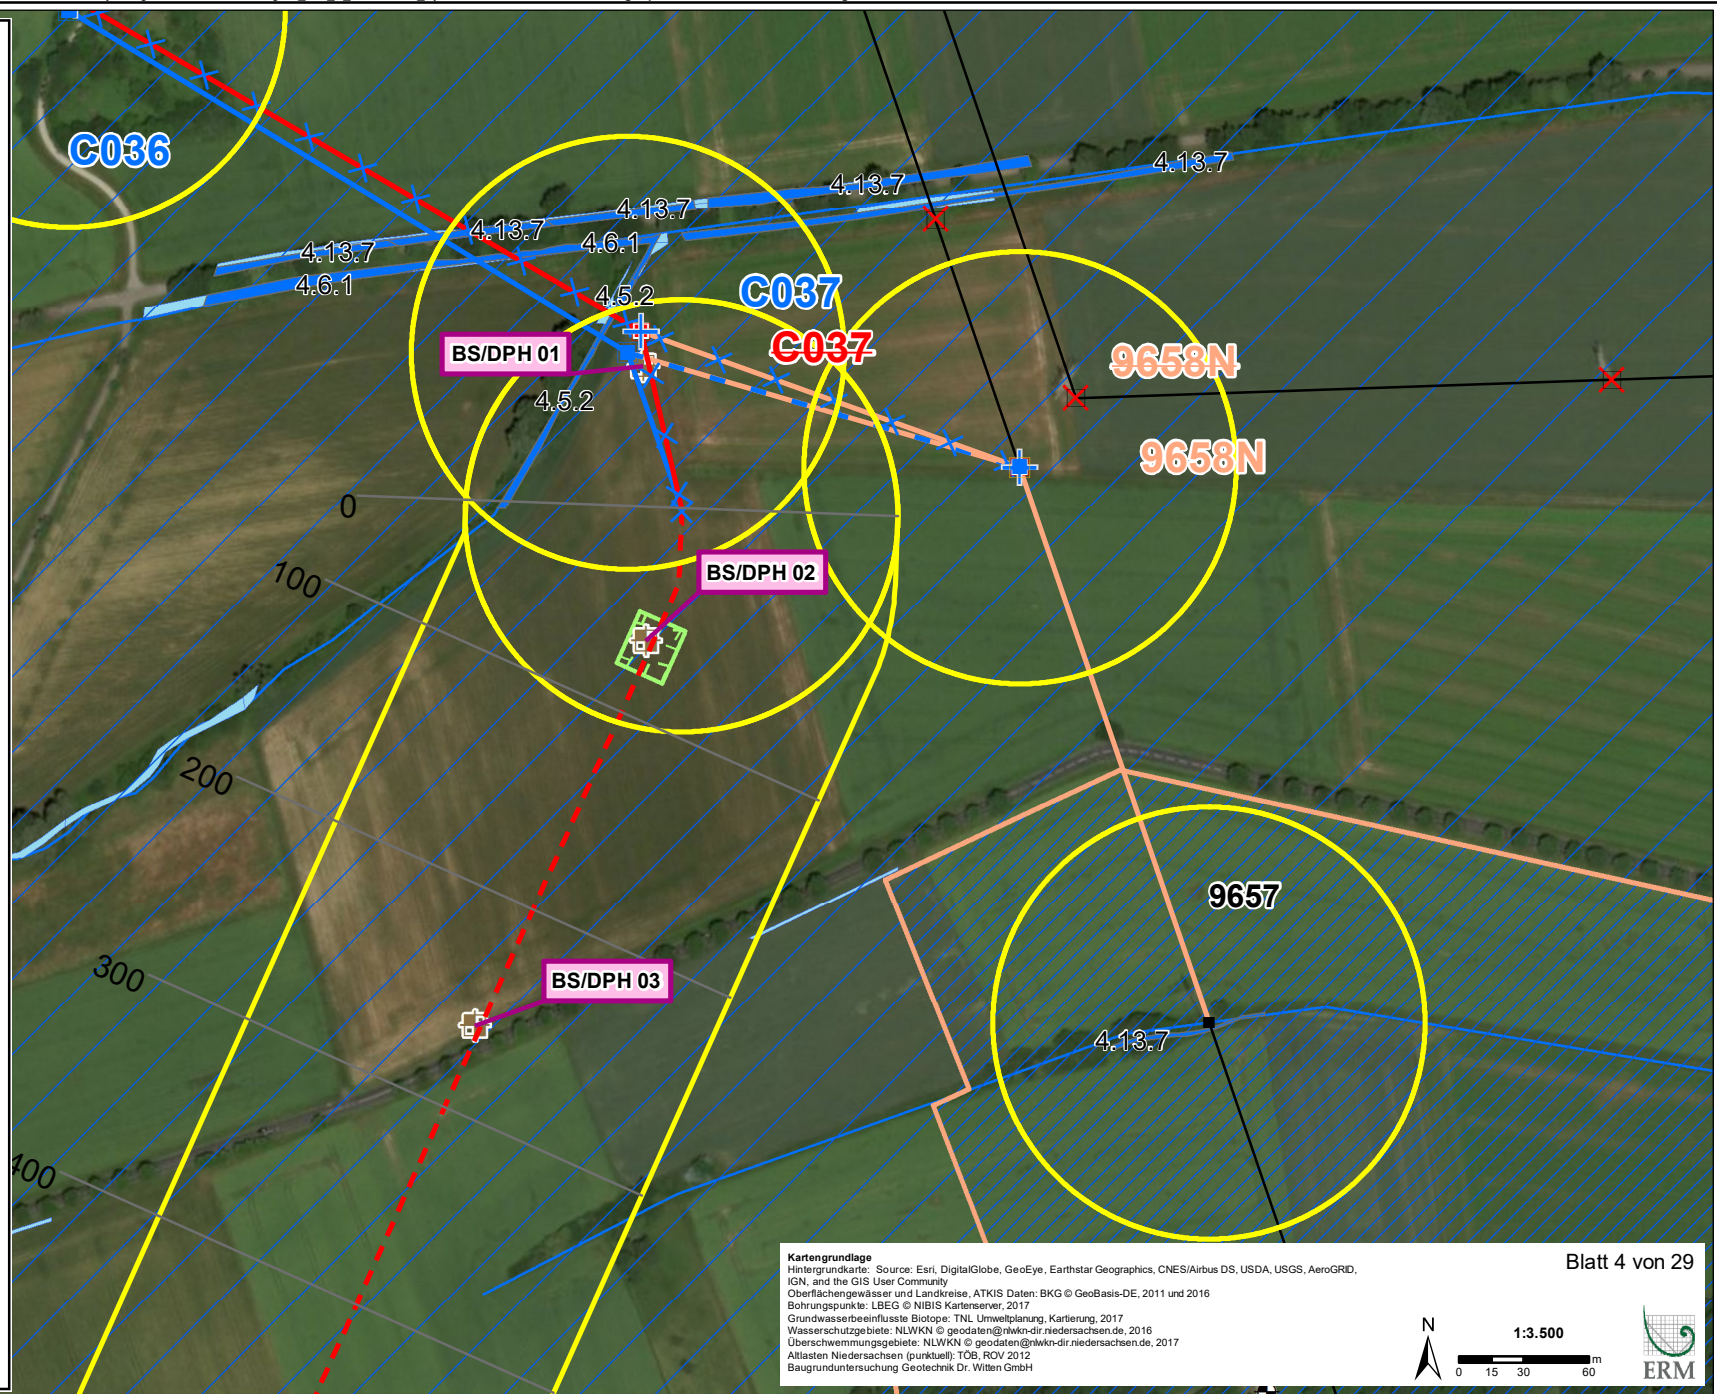 C036
4.13.7
4.13.7
4.13.7
4.13.7
4.13.7
4.6.1
4.6.1
4.5.2
C037
C037
BS/DPH 01
9658N
4.5.2
9658N
0
BS/DPH 02
100
200
9657
300
BS/DPH 03
4.13.7
400
Kartengrundlage
Hintergrundkarte: Source: Esri, DigitalGlobe, GeoEye, Earthstar Geographics, CNES/Airbus DS, USDA, USGS, AeroGRID,
IGN, and the GIS User Community
Oberflächengewässer und Landkreise, ATKIS Daten: BKG © GeoBasis-DE, 2011 und 2016
Bohrungspunkte: LBEG © NIBIS Kartenserver, 2017
Grundwasserbeeinflusste Biotope: TNL Umweltplanung, Kartierung, 2017
Wasserschutzgebiete: NLWKN © geodaten@nlwkn-dir.niedersachsen.de, 2016
Überschwemmungsgebiete: NLWKN © geodaten@nlwkn-dir.niedersachsen.de, 2017
Altlasten Niedersachsen (punktuell): TÖB, ROV 2012
Baugrunduntersuchung Geotechnik Dr. Witten GmbH
Blatt 4 von 29
N
1:3.500
m
0 15 30 60
ERM